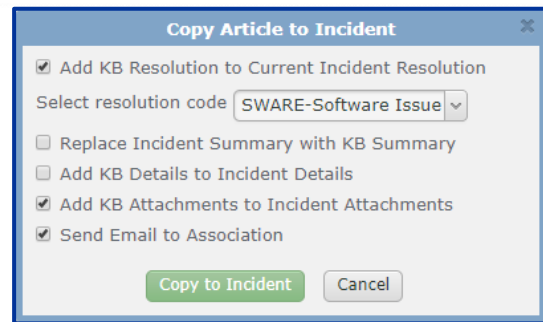 Copy Article to Incident
Add KB Resolution to Current Incident Resolution
Select resolution code SWARE-Software Issue
Replace Incident Summary with KB Summary
Add KB Details to Incident Details
Add KB Attachments to Incident Attachments
Send Email to Association
Copy to Incident Cancel